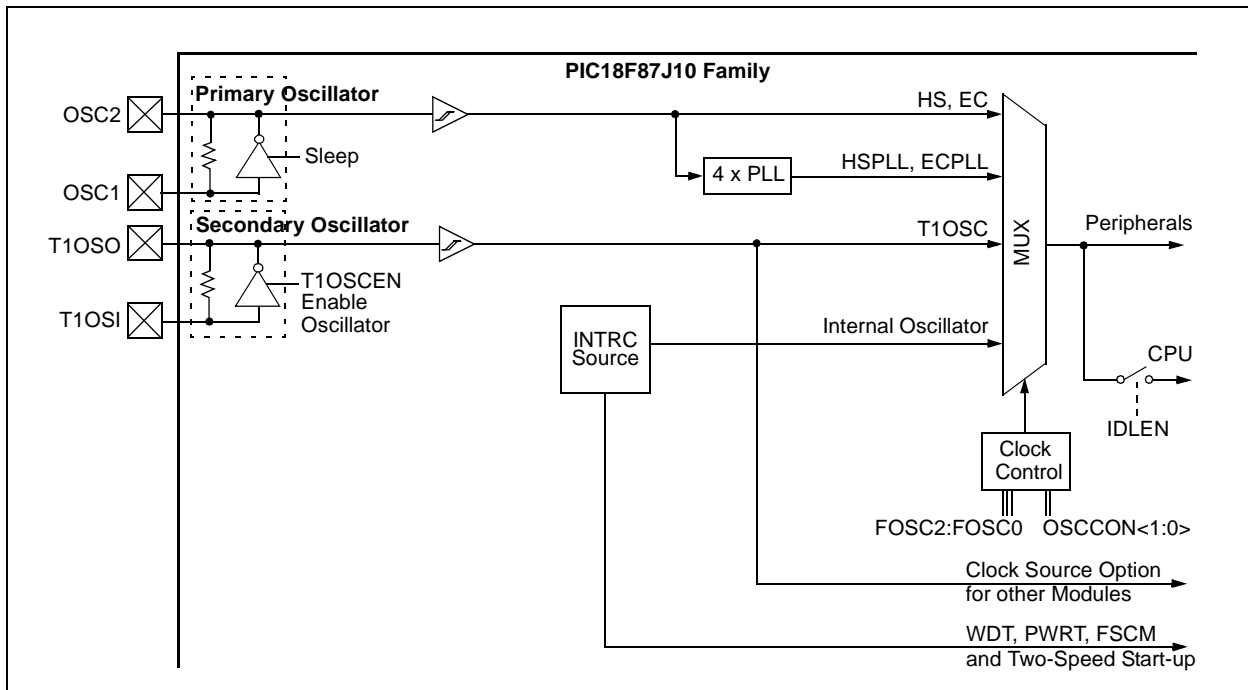 PIC18F87J10 Family
Primary Oscillator
OSC2
HS, EC
Sleep
4 x PLL
HSPLL, ECPLL
OSC1
Secondary Oscillator
T1OSO
T1OSC
MUX
Peripherals
T1OSCEN
Enable
Oscillator
T1OSI
INTRC
Source
Internal Oscillator
CPU
IDLEN
Clock
Control
FOSC2:FOSC0 OSCCON<1:0>
Clock Source Option
for other Modules
WDT, PWRT, FSCM
and Two-Speed Start-up